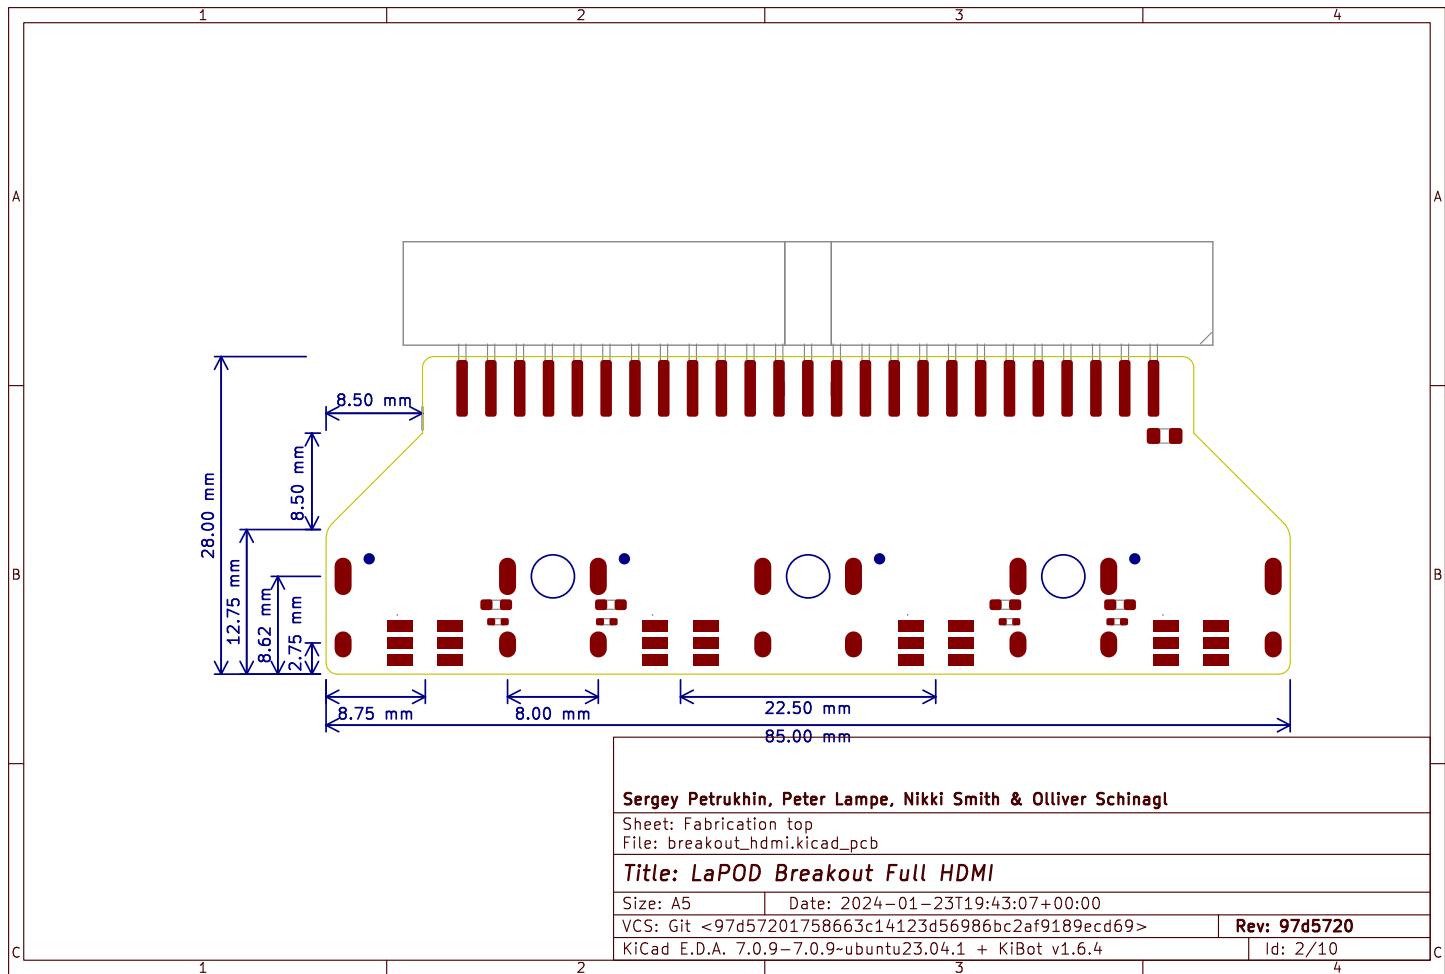 1 2 3 4
A A
8.50 mm
8.50 mm
28.00 mm
12.75 mm
8.62 mm
2.75 mm
B B
8.75 mm
8.00 mm
22.50 mm
85.00 mm
Sergey Petrukhin, Peter Lampe, Nikki Smith & Olliver Schinagl
Sheet: Fabrication top
File: breakout_hdmi.kicad_pcb
Title: LaPOD Breakout Full HDMI
Size: A5 Date: 2024-01-23T19:43:07+00:00
VCS: Git <97d57201758663c14123d56986bc2af9189ecd69> Rev: 97d5720
KiCad E.D.A. 7.0.9-7.0.9~ubuntu23.04.1 + KiBot v1.6.4 Id: 2/10
C C
1 2 3 4